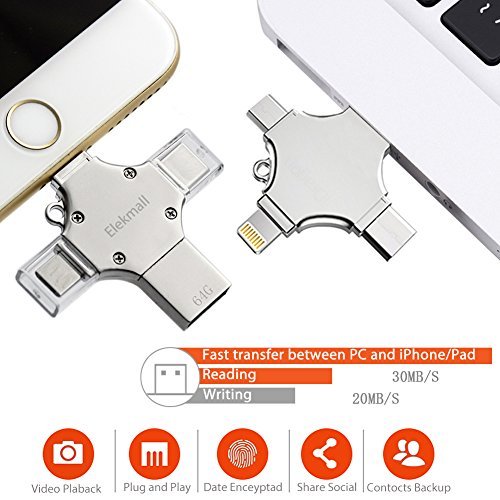 Elekmall
64G
Fast transfer between PC and iPhone/Pad
Reading 30MB/S
Writing 20MB/S
Video Plaback
Plug and Play
Date Enceyptad
Share Social
Contocts Backup